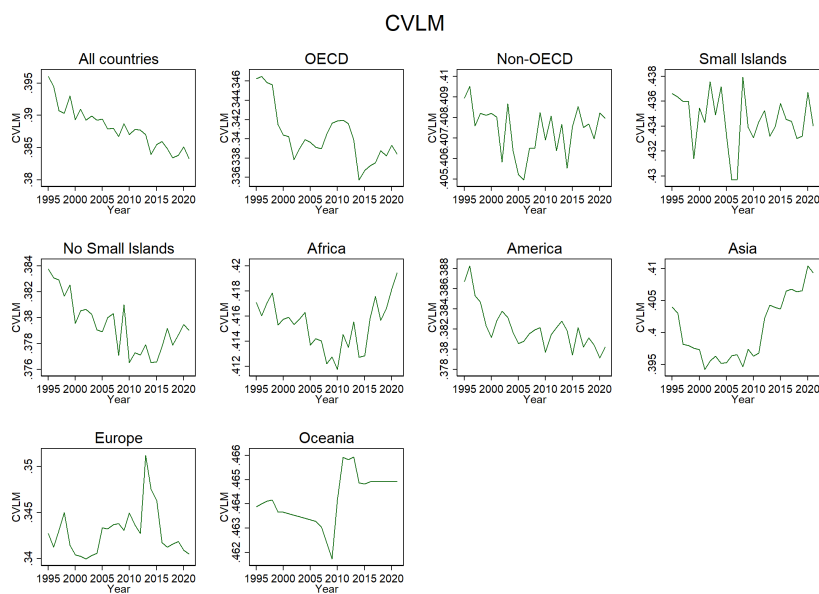 CVLM
All countries
CVLM
.38 .385 .39 .395
1995 2000 2005 2010 2015 2020
Year
OECD
CVLM
.336.338 .34 .342.344.346
1995 2000 2005 2010 2015 2020
Year
Non-OECD
CVLM
.405 .406 .407 .408 .409 .41
1995 2000 2005 2010 2015 2020
Year
Small Islands
CVLM
.43 .432 .434 .436 .438
1995 2000 2005 2010 2015 2020
Year
No Small Islands
CVLM
.376 .378 .38 .382 .384
1995 2000 2005 2010 2015 2020
Year
Africa
CVLM
.412 .414 .416 .418 .42
1995 2000 2005 2010 2015 2020
Year
America
CVLM
.378 .38 .382 .384 .386 .388
1995 2000 2005 2010 2015 2020
Year
Asia
CVLM
.395 .4 .405 .41
1995 2000 2005 2010 2015 2020
Year
Europe
CVLM
.34 .345 .35
1995 2000 2005 2010 2015 2020
Year
Oceania
CVLM
.462 .463 .464 .465 .466
1995 2000 2005 2010 2015 2020
Year